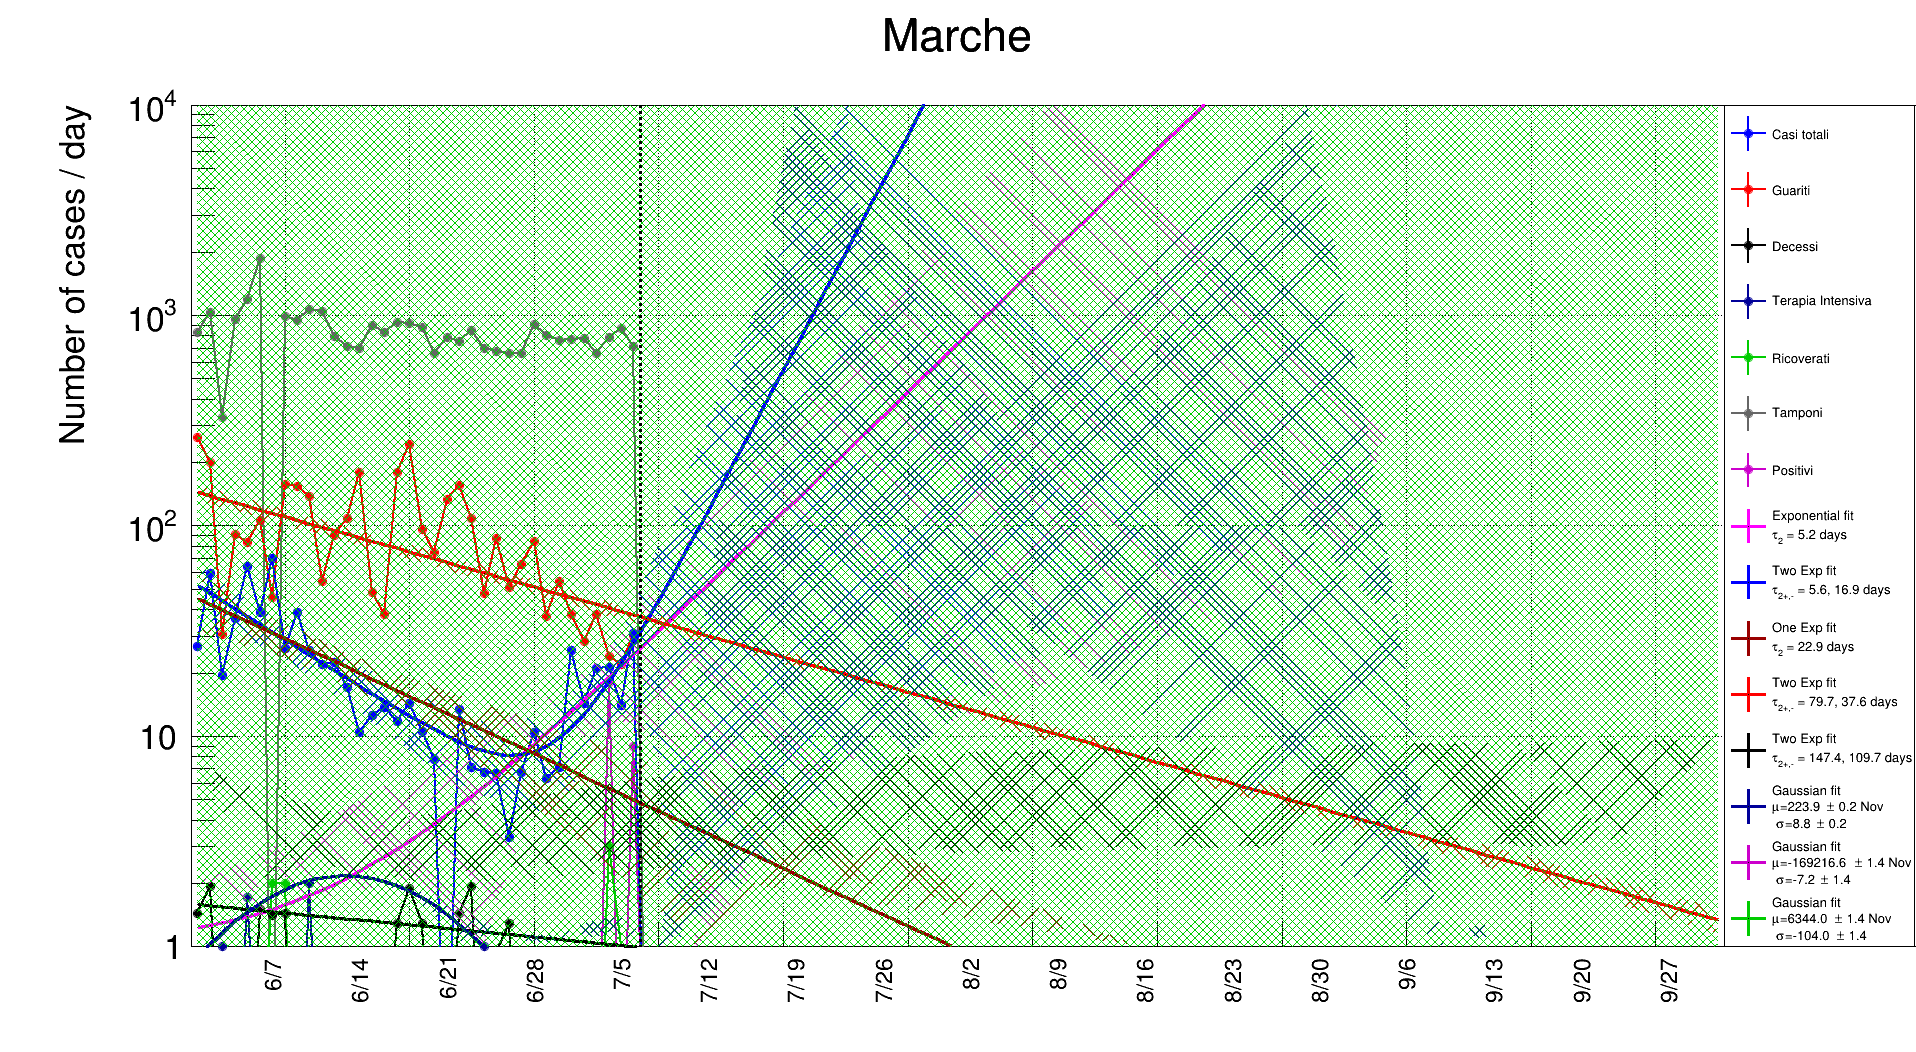 Marche
Number of cases / day
10^4
10^3
10^2
10
1
6/7
6/14
6/21
6/28
7/5
7/12
7/19
7/26
8/2
8/9
8/16
8/23
8/30
9/6
9/13
9/20
9/27
Casi totali
Guariti
Decessi
Terapia Intensiva
Ricoverati
Tamponi
Positivi
Exponential fit
τ2 = 5.2 days
Two Exp fit
τ2+,- = 5.6, 16.9 days
One Exp fit
τ2 = 22.9 days
Two Exp fit
τ2+,- = 79.7, 37.6 days
Two Exp fit
τ2+,- = 147.4, 109.7 days
Gaussian fit
μ=223.9 ± 0.2 Nov
σ=8.8 ± 0.2
Gaussian fit
μ=-169216.6 ± 1.4 Nov
σ=-7.2 ± 1.4
Gaussian fit
μ=6344.0 ± 1.4 Nov
σ=-104.0 ± 1.4